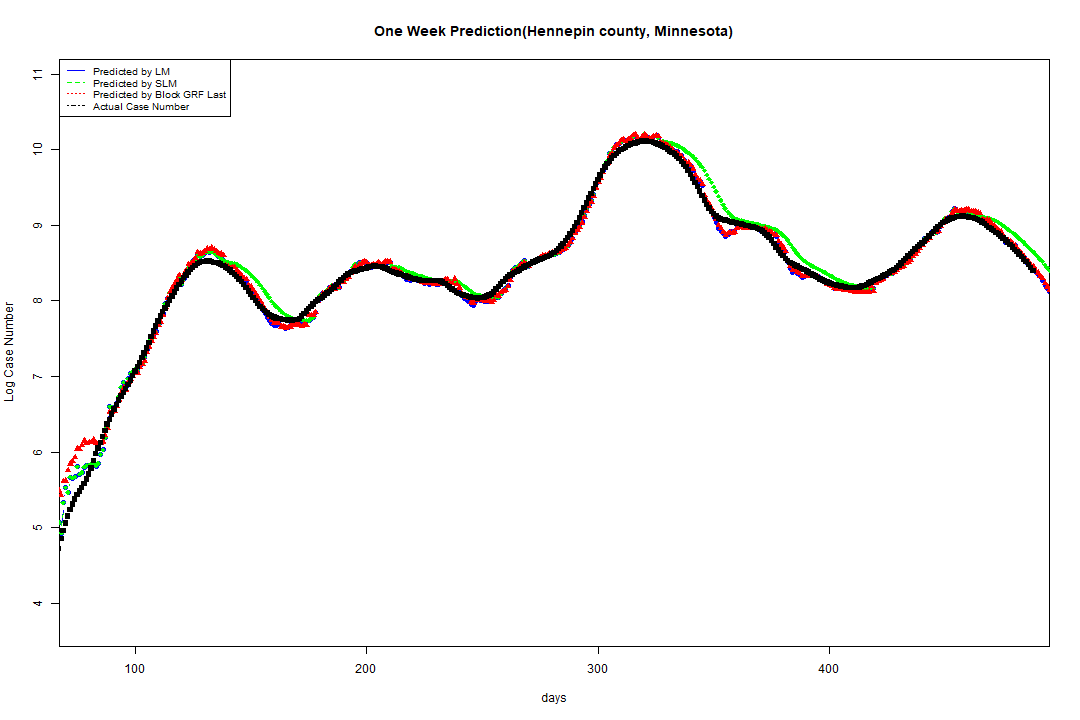 One Week Prediction(Hennepin county, Minnesota)
Predicted by LM
Predicted by SLM
Predicted by Block GRF Last
Actual Case Number
11
10
9
8
7
6
5
4
Log Case Number
100 200 300 400
days